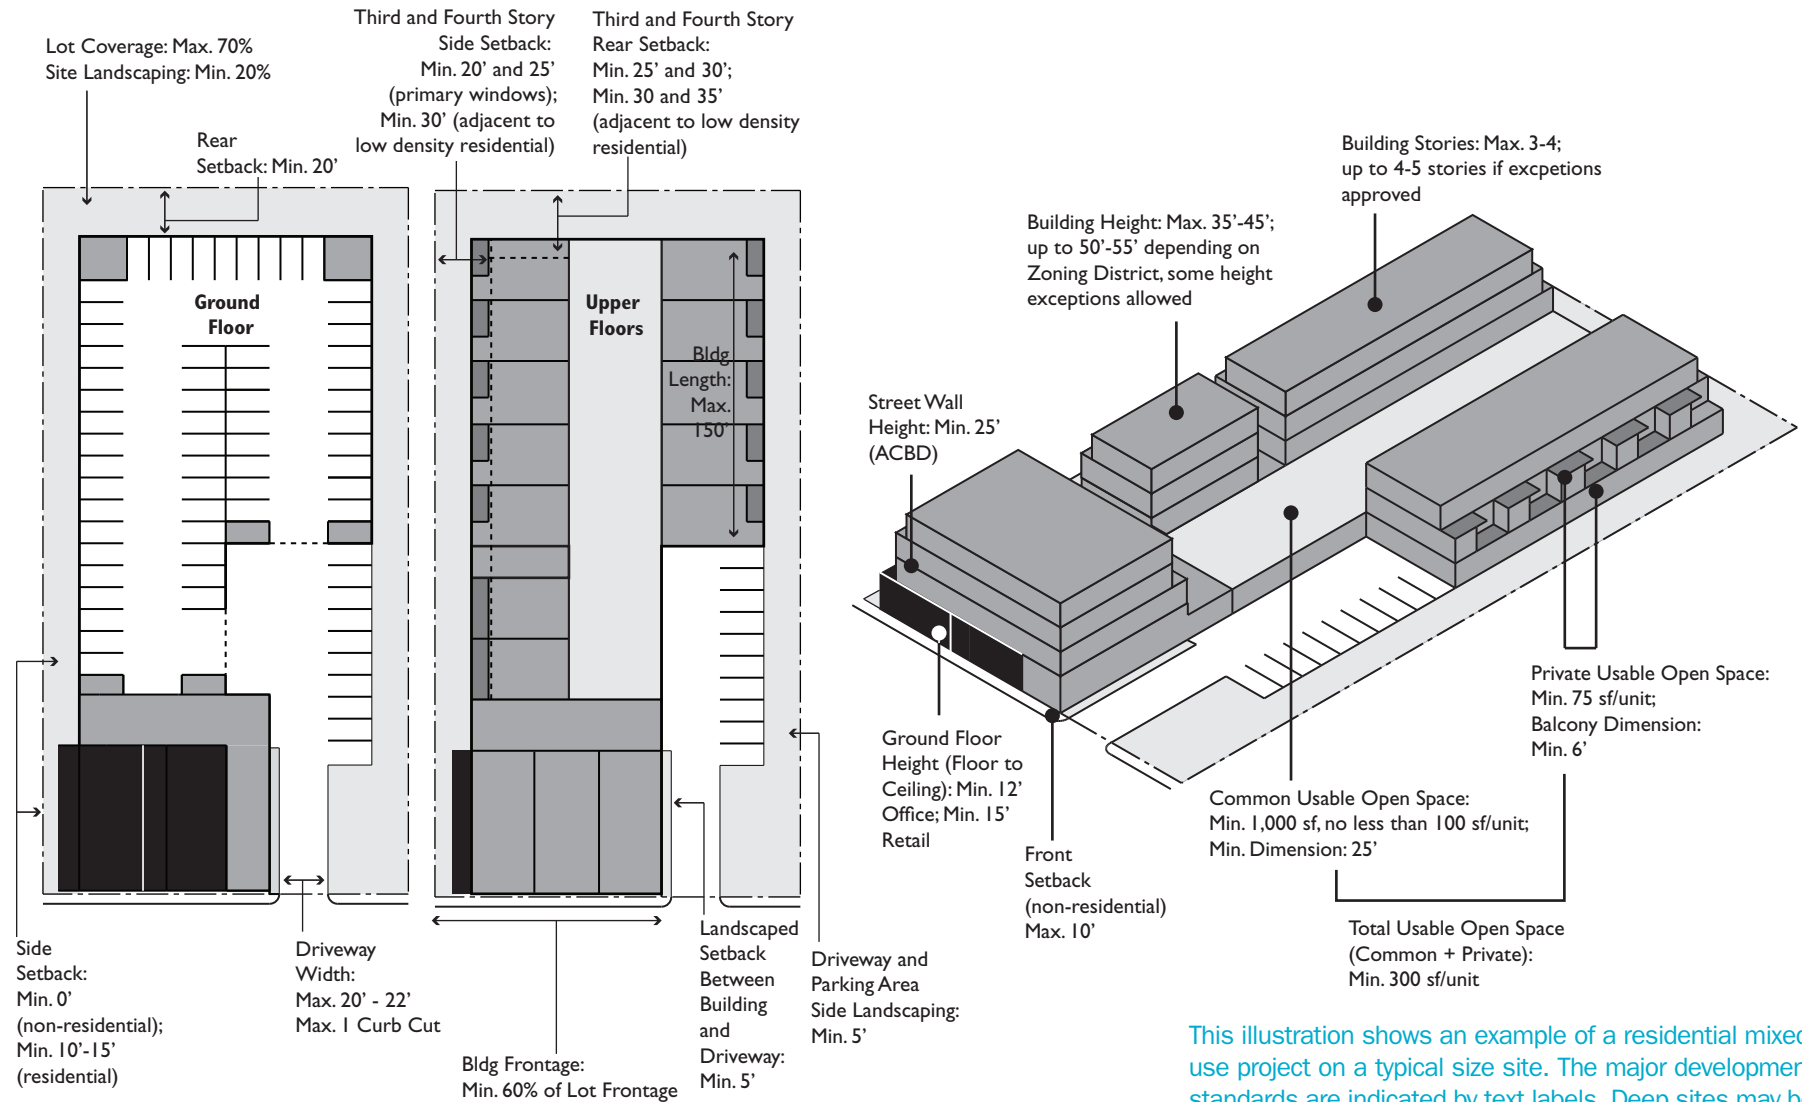 Lot Coverage: Max. 70%
Site Landscaping: Min. 20%
Rear
Setback: Min. 20’
Third and Fourth Story
Side Setback:
Min. 20’ and 25’
(primary windows);
Min. 30’ (adjacent to
low density residential)
Third and Fourth Story
Rear Setback:
Min. 25’ and 30’;
Min. 30 and 35’
(adjacent to low density
residential)
Ground
Floor
Upper
Floors
Bldg
Length:
Max.
150’
Side
Setback:
Min. 0’
(non-residential);
Min. 10’-15’
(residential)
Driveway
Width:
Max. 20’ - 22’
Max. 1 Curb Cut
Bldg Frontage:
Min. 60% of Lot Frontage
Landscaped
Setback
Between
Building
and
Driveway:
Min. 5’
Driveway and
Parking Area
Side Landscaping:
Min. 5’
Building Stories: Max. 3-4;
up to 4-5 stories if excpetions
approved
Building Height: Max. 35’-45’;
up to 50’-55’ depending on
Zoning District, some height
exceptions allowed
Street Wall
Height: Min. 25’
(ACBD)
Ground Floor
Height (Floor to
Ceiling): Min. 12’
Office; Min. 15’
Retail
Front
Setback
(non-residential)
Max. 10’
Common Usable Open Space:
Min. 1,000 sf, no less than 100 sf/unit;
Min. Dimension: 25’
Private Usable Open Space:
Min. 75 sf/unit;
Balcony Dimension:
Min. 6’
Total Usable Open Space
(Common + Private):
Min. 300 sf/unit
This illustration shows an example of a residential mixed
use project on a typical size site. The major developmen
standards are indicated by text labels. Deep sites may b